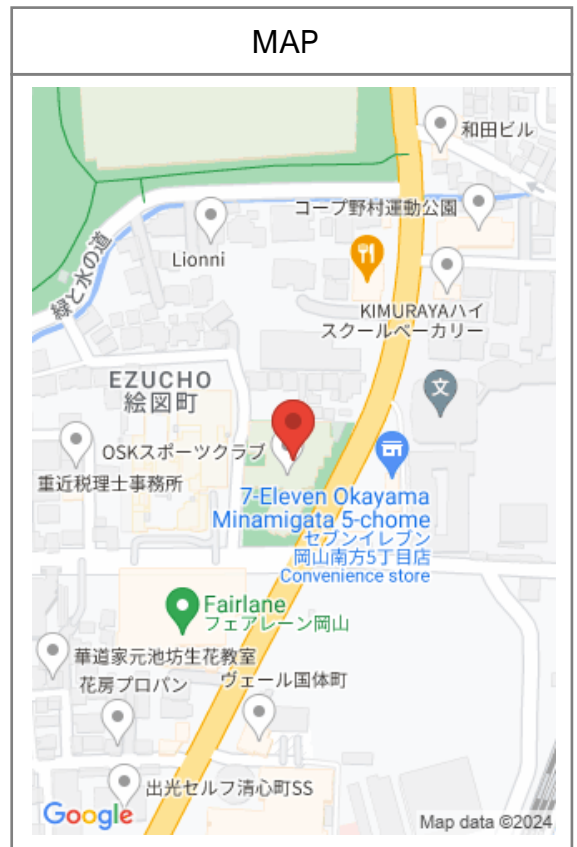 MAP
和田ビル
コープ野村運動公園
Lionni
緑と水の道
KIMURAYAハイ
スクールベーカリー
EZUCHO
絵図町
文
OSKスポーツクラブ
重近税理士事務所
7-Eleven Okayama
Minamigata 5-chome
セブンイレブン
岡山南方5丁目店
Convenience store
Fairlane
フェアレーン岡山
華道家元池坊生花教室
花房プロパン
ヴェール国体町
出光セルフ清心町SS
Google
Map data ©2024